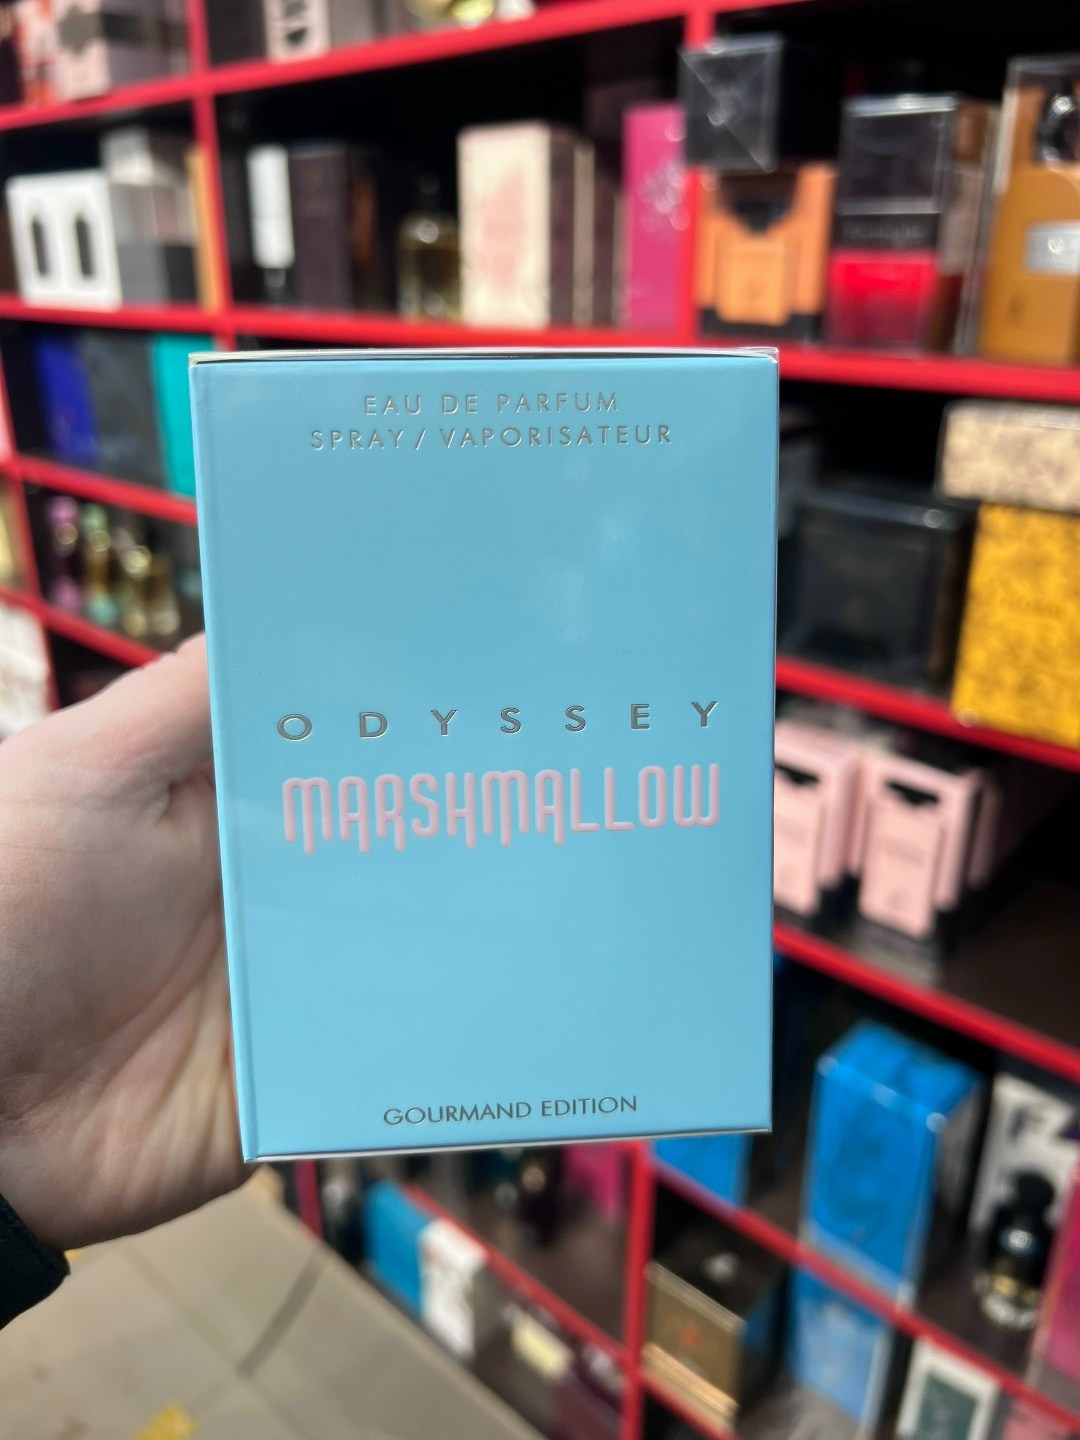 EAU DE PARFUM
SPRAY / VAPORISATEUR
ODYSSEY
MARSHMALLOW
GOURMAND EDITION